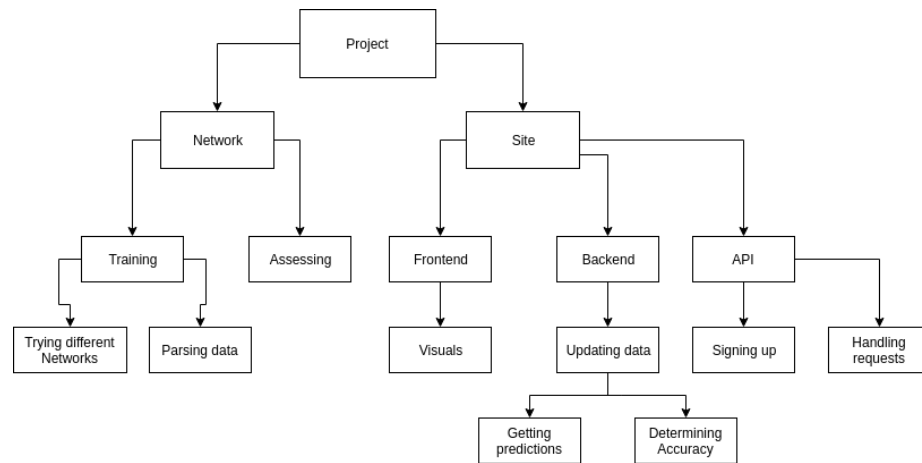 Project
Network
Site
Training
Assessing
Frontend
Backend
API
Trying different
Networks
Parsing data
Visuals
Updating data
Signing up
Handling
requests
Getting
predictions
Determining
Accuracy